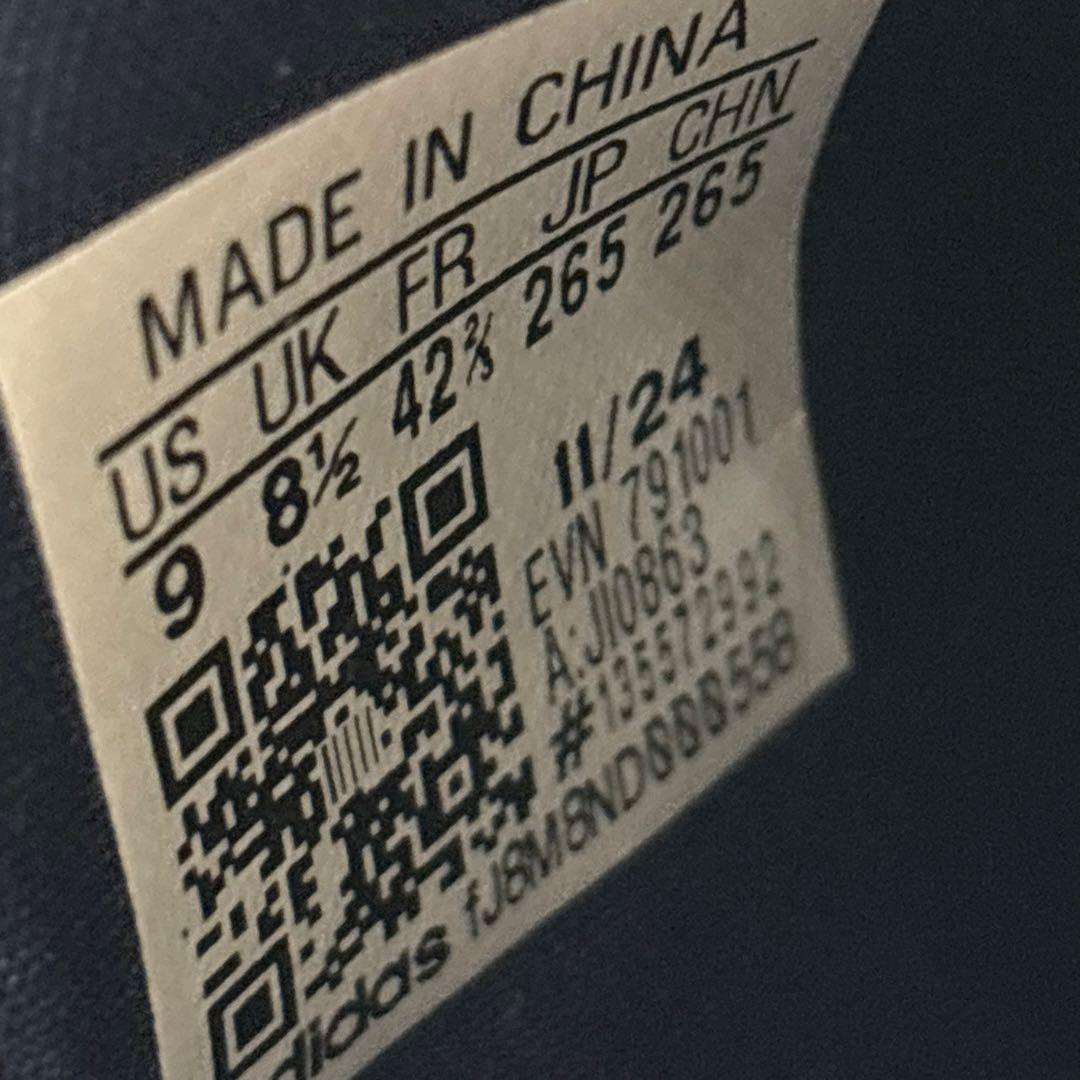 MADE IN CHINA
US UK FR JP CHN
9 8½ 42⅔ 265 265
11/24
EVN 791001
A: JI0863
#135572992
adidas